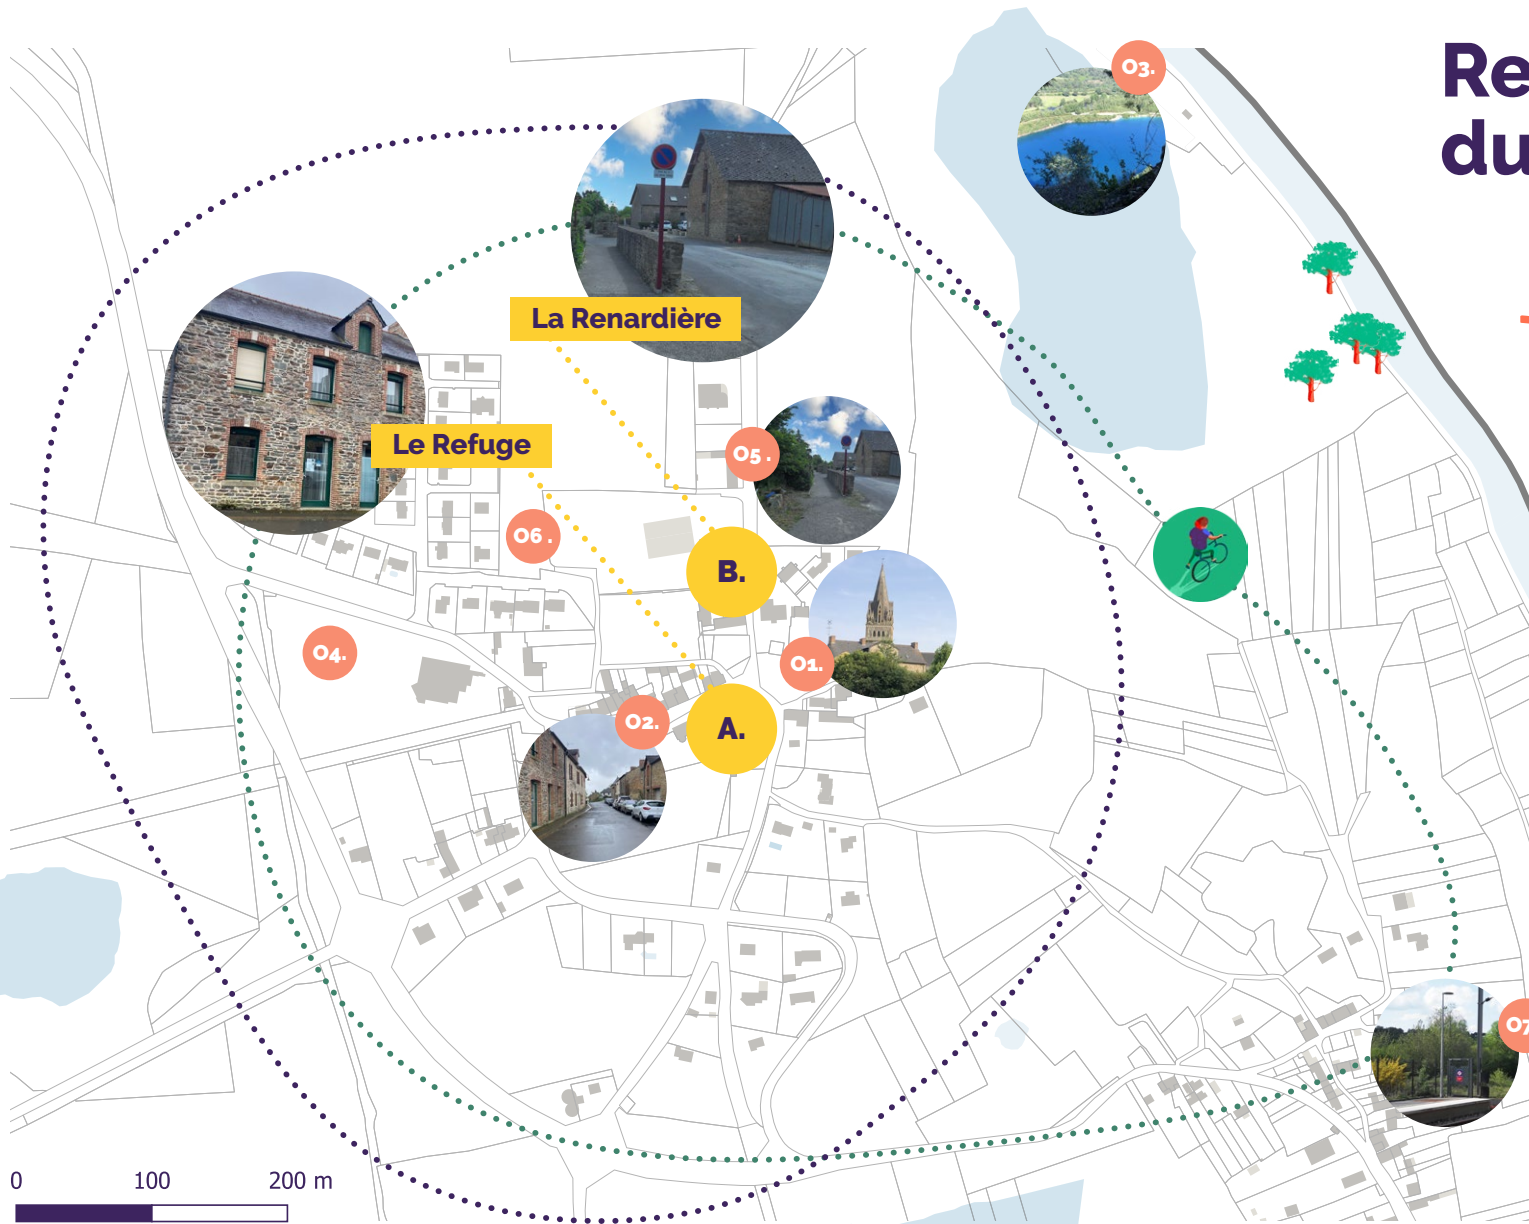 Re
du
O3.
La Renardière
Le Refuge
O5 .
O6 .
B.
O4.
O1.
O2.
A.
O7
0 100 200 m